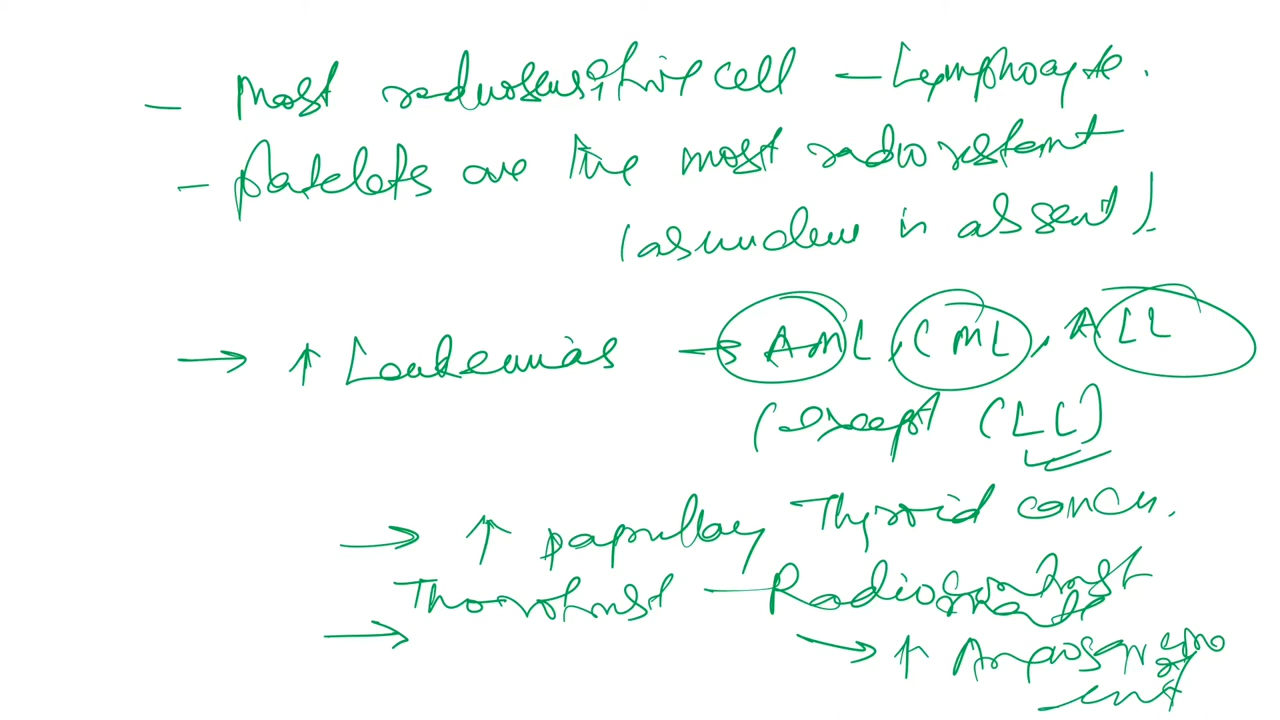 - Most radiosensitive cell - Lymphocyte.
- Platelets are the most radioresistant
(as nucleus is absent).
→ ↑ Leukemias → AML, CML, ALL
(except CLL)
→ ↑ papillary Thyroid cancer.
→ Thorotrast - Radiocontrast
→ ↑ Angiosarcoma